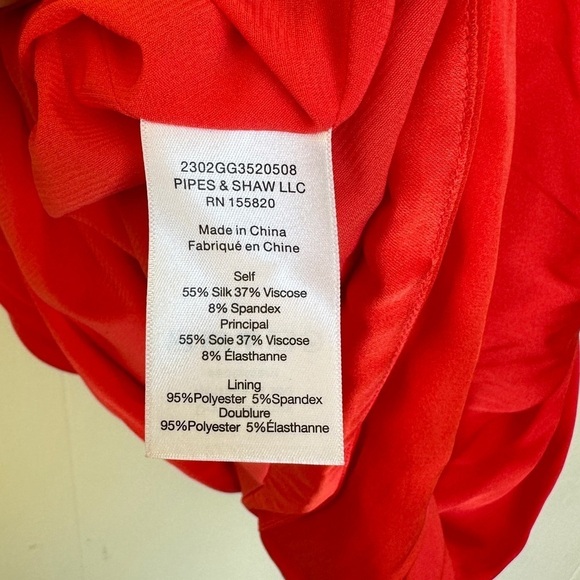 2302GG3520508
PIPES & SHAW LLC
RN 155820
Made in China
Fabriqué en Chine
Self
55% Silk 37% Viscose
8% Spandex
Principal
55% Soie 37% Viscose
8% Élasthanne
Lining
95%Polyester 5%Spandex
Doublure
95%Polyester 5%Élasthanne